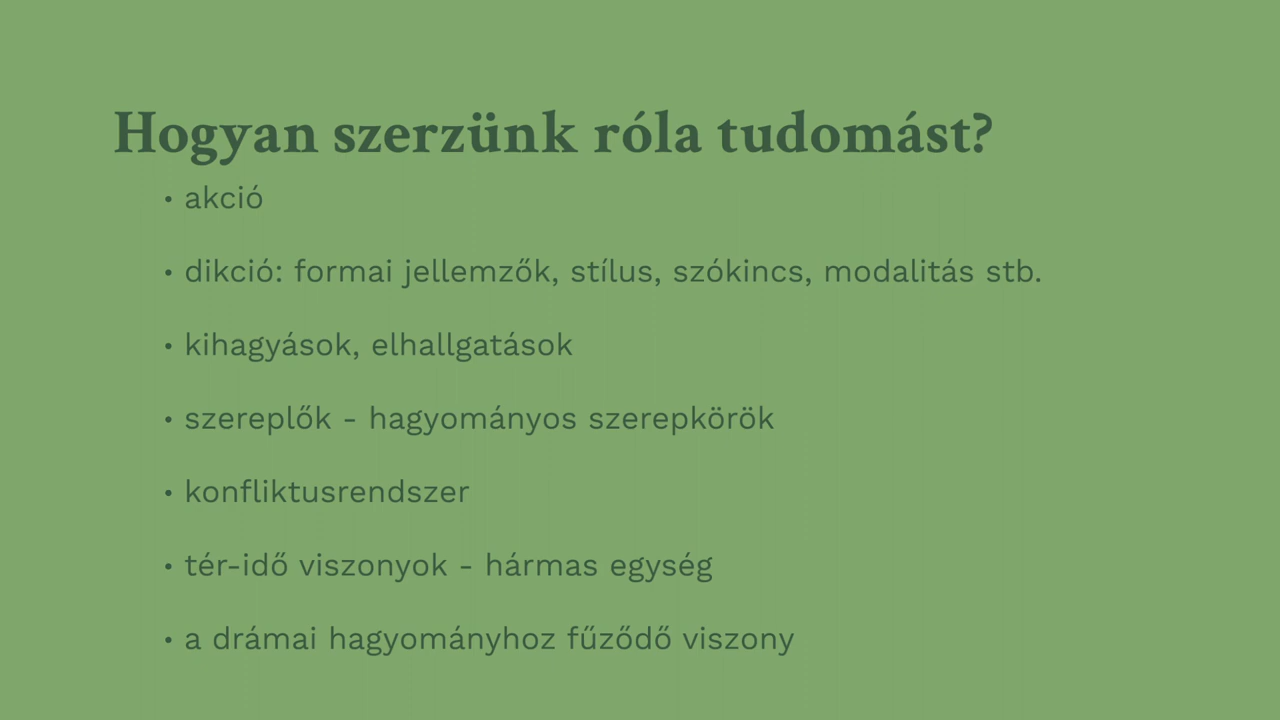 Hogyan szerzünk róla tudomást?
• akció
• dikció: formai jellemzők, stílus, szókincs, modalitás stb.
• kihagyások, elhallgatások
• szereplők - hagyományos szerepkörök
• konfliktusrendszer
• tér-idő viszonyok - hármas egység
• a drámai hagyományhoz fűződő viszony